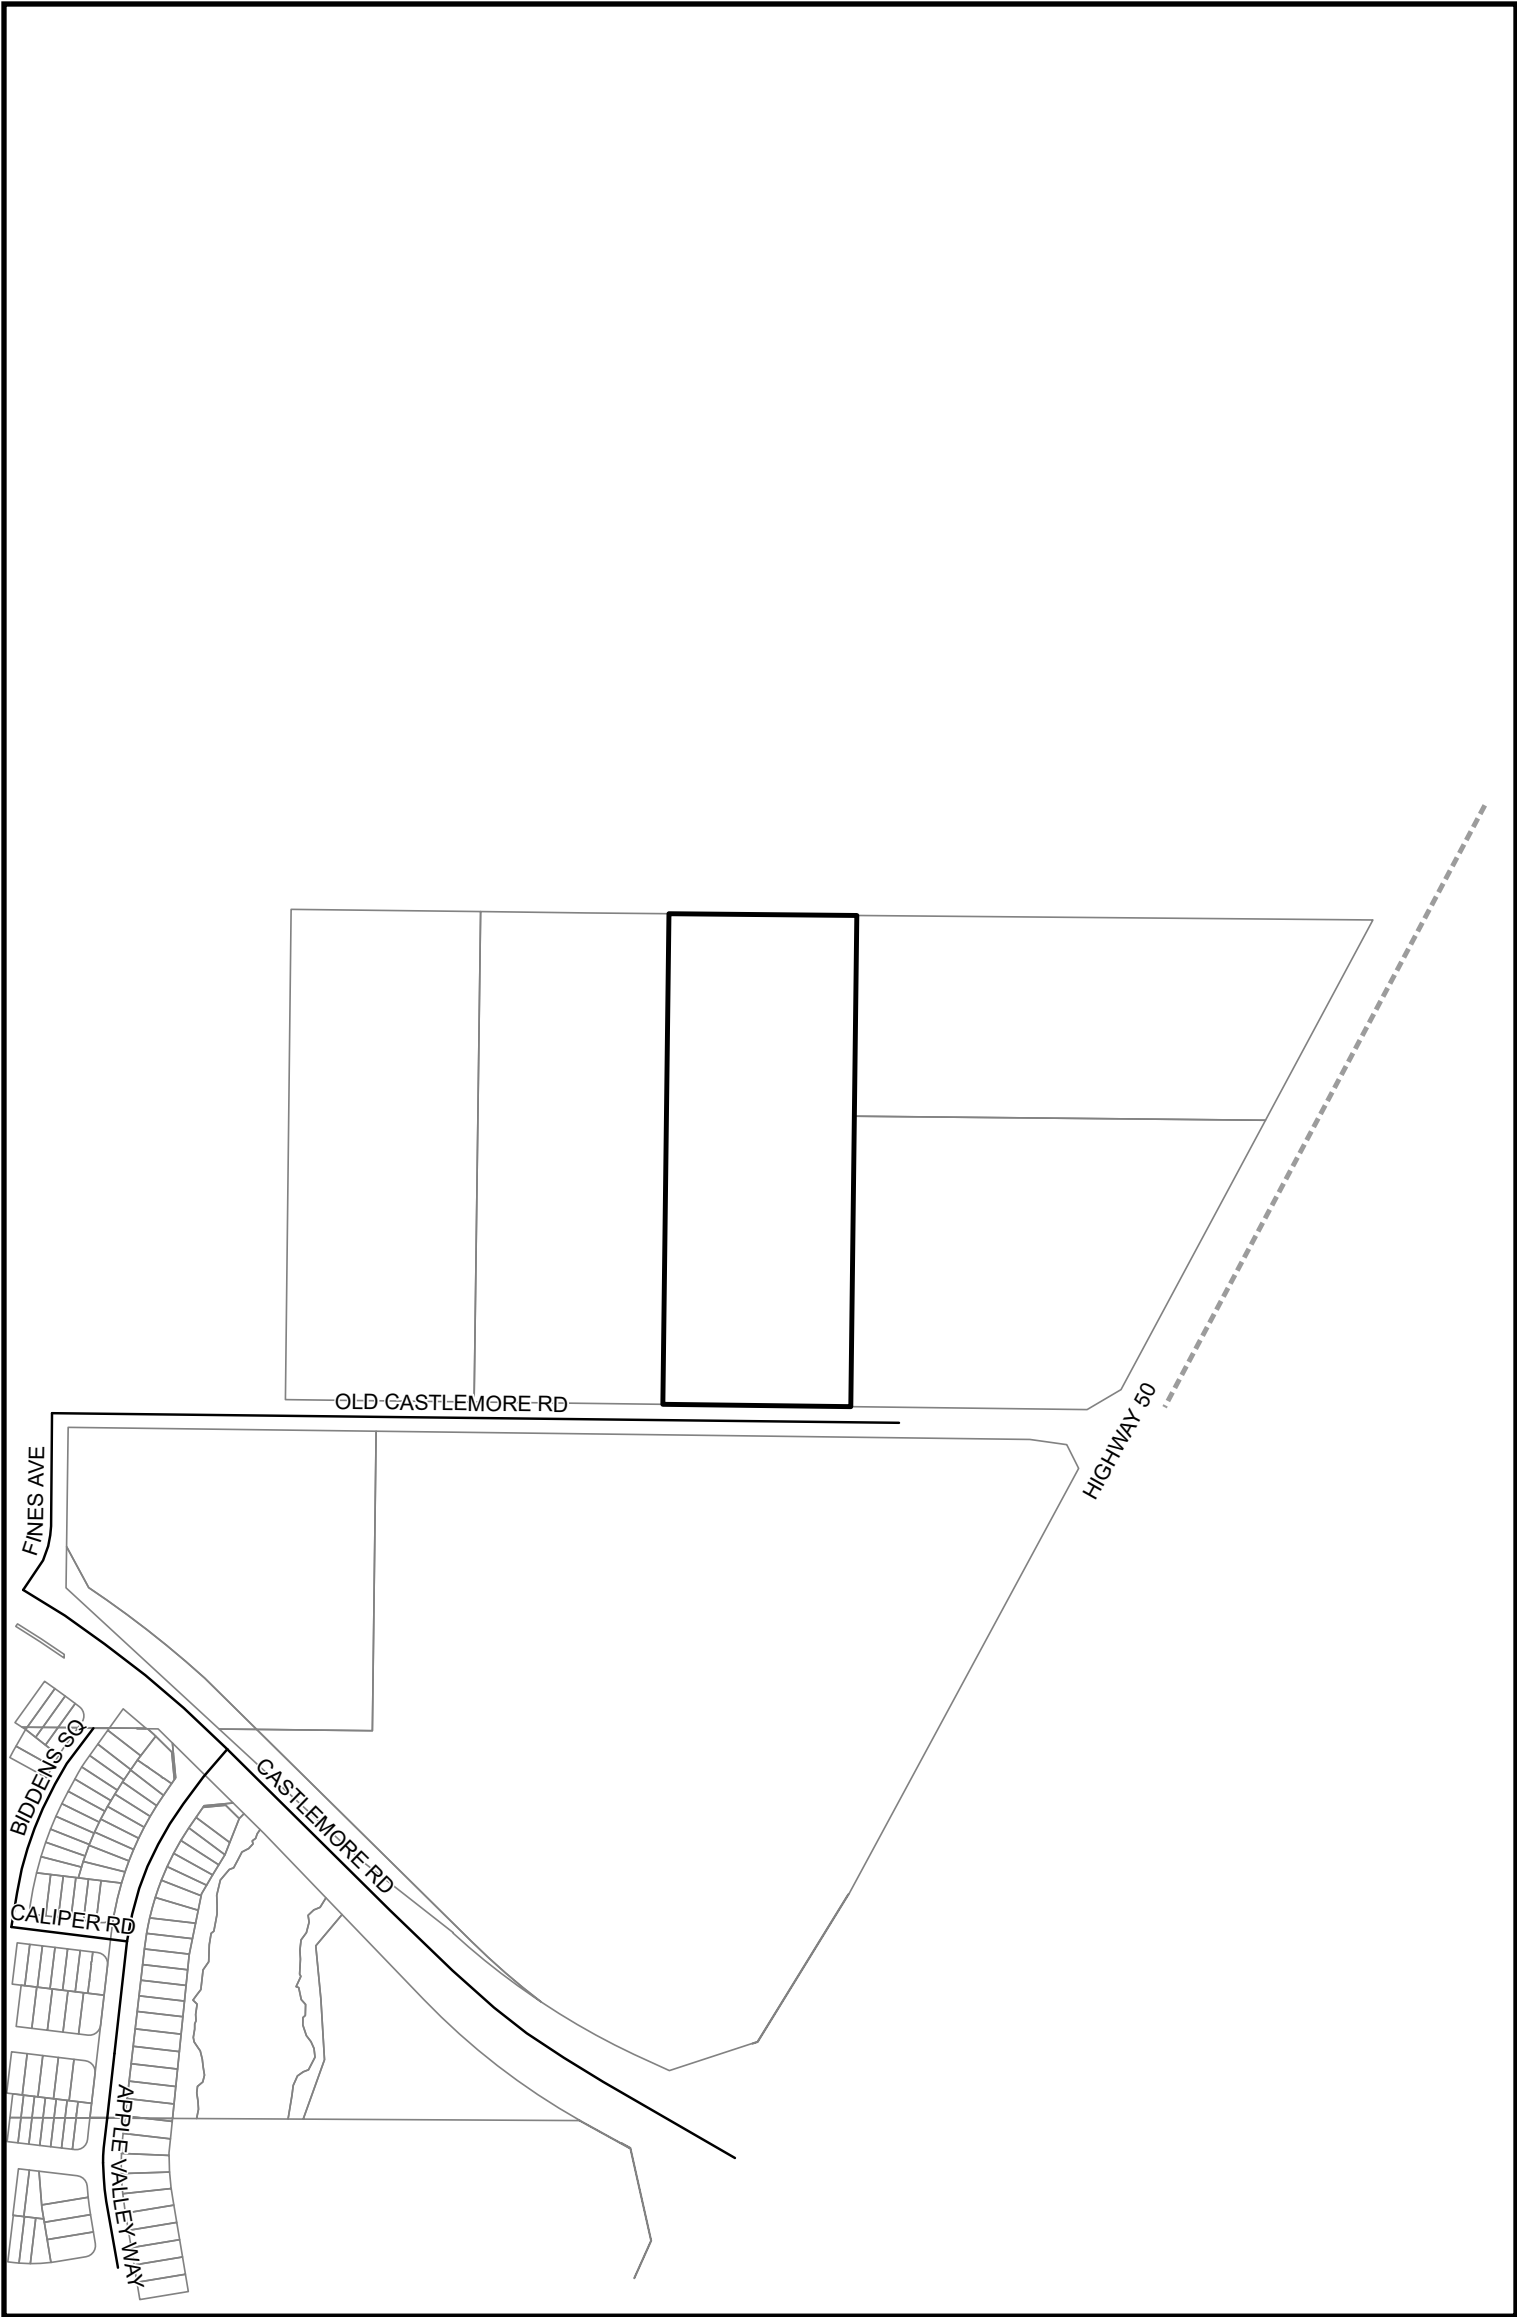 OLD CASTLEMORE RD
HIGHWAY 50
FINES AVE
BIDDENS SQ
CASTLEMORE RD
CALIPER RD
APPLE VALLEY WAY